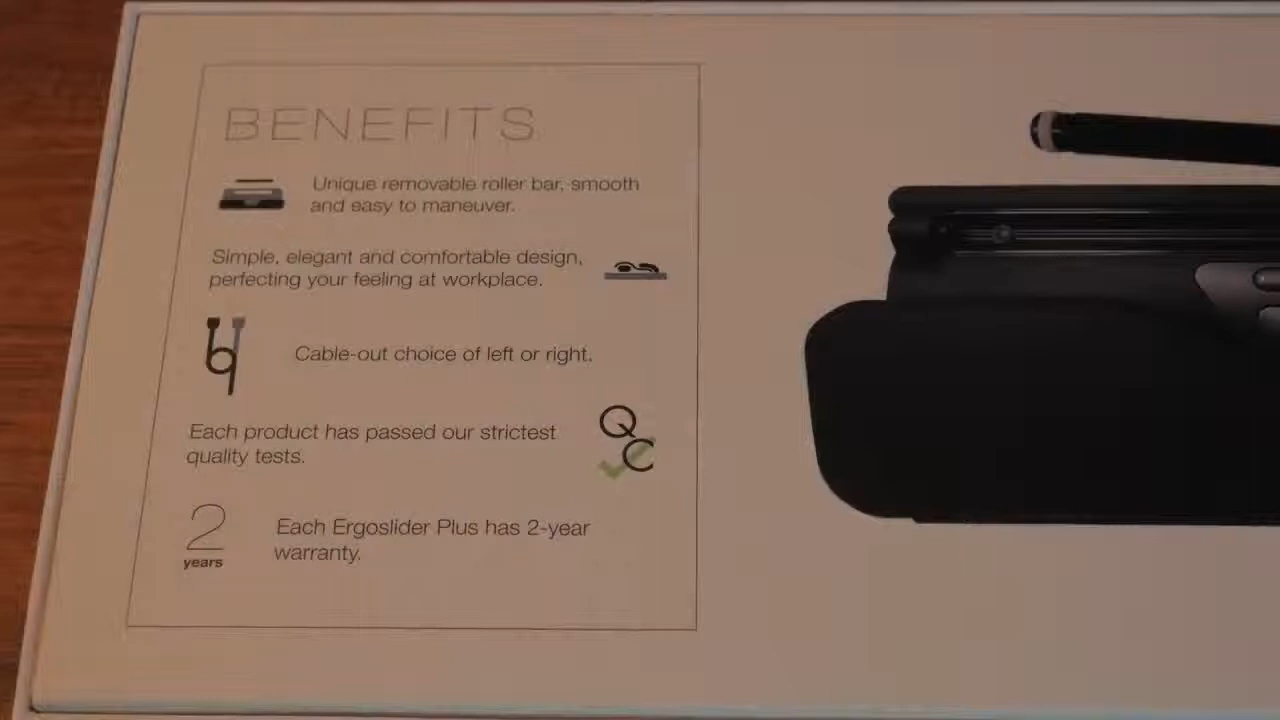 BENEFITS
Unique removable roller bar, smooth
and easy to maneuver.
Simple, elegant and comfortable design,
perfecting your feeling at workplace.
Cable-out choice of left or right.
Each product has passed our strictest
quality tests.
QC
2
years
Each Ergoslider Plus has 2-year
warranty.